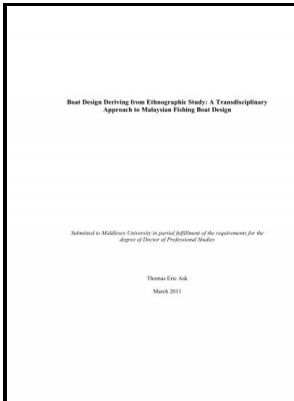 Boat Design Deriving from Ethnographic Study: A Transdisciplinary
Approach to Malaysian Fishing Boat Design
Submitted to Middlesex University in partial fulfillment of the requirements for the
degree of Doctor of Professional Studies
Thomas Eric Ask
March 2011